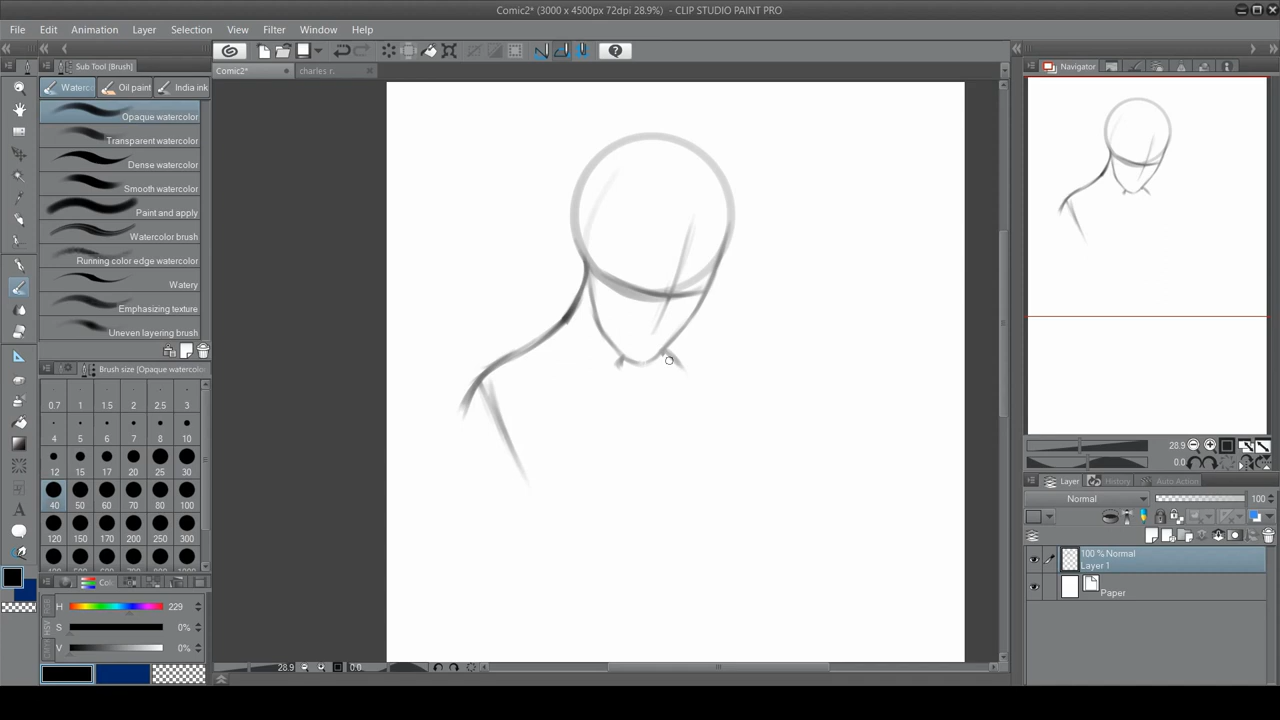 Comic2* (3000 x 4500px 72dpi 28.9%) - CLIP STUDIO PAINT PRO
File Edit Animation Layer Selection View Filter Window Help
Sub Tool [Brush]
Waterc Oil paint India ink
Opaque watercolor
Transparent watercolor
Dense watercolor
Smooth watercolor
Paint and apply
Watercolor brush
Running color edge watercolor
Watery
Emphasizing texture
Uneven layering brush
Brush size [Opaque watercolor
0.7 1 1.5 2 2.5 3
4 5 6 7 8 10
12 15 17 20 25 30
40 50 60 70 80 100
120 150 170 200 250 300
Col
H 229
S 0%
V 0%
Comic2* charles r.
28.9 0.0
Navigator
28.9
0.0
Layer History Auto Action
Normal 100
100 % Normal
Layer 1
Paper